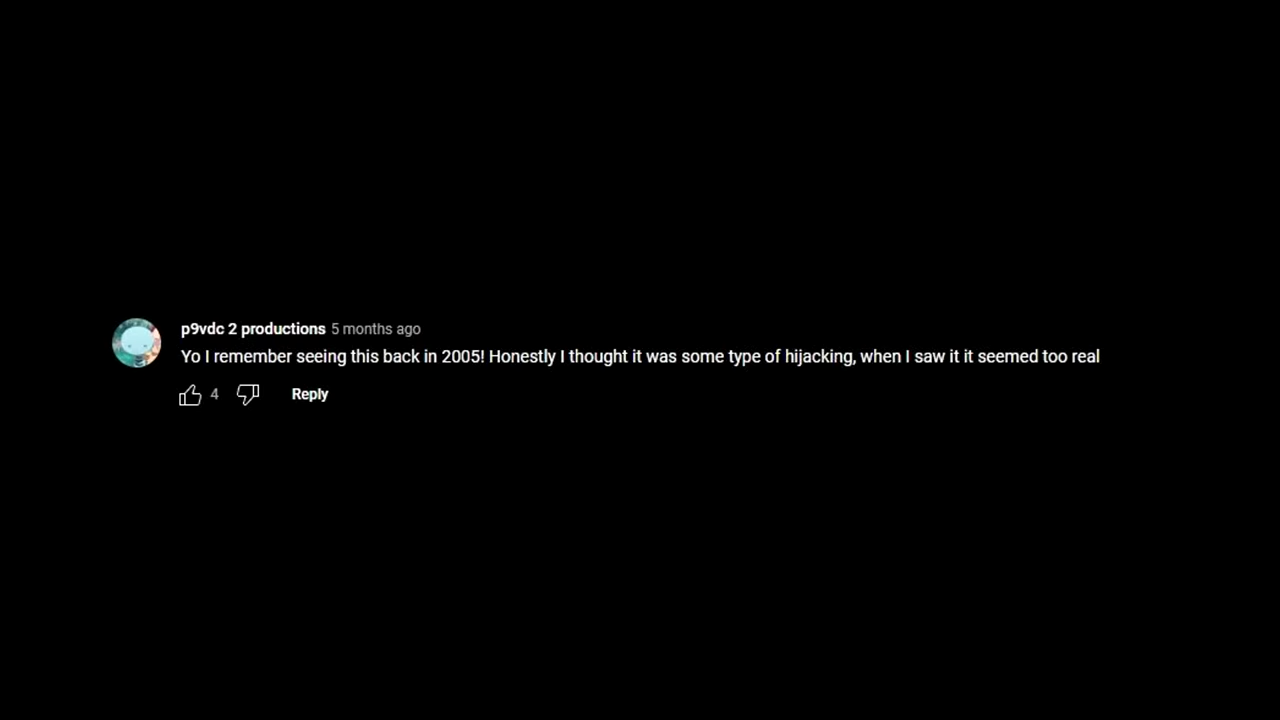 p9vdc 2 productions 5 months ago
Yo I remember seeing this back in 2005! Honestly I thought it was some type of hijacking, when I saw it it seemed too real
4 Reply